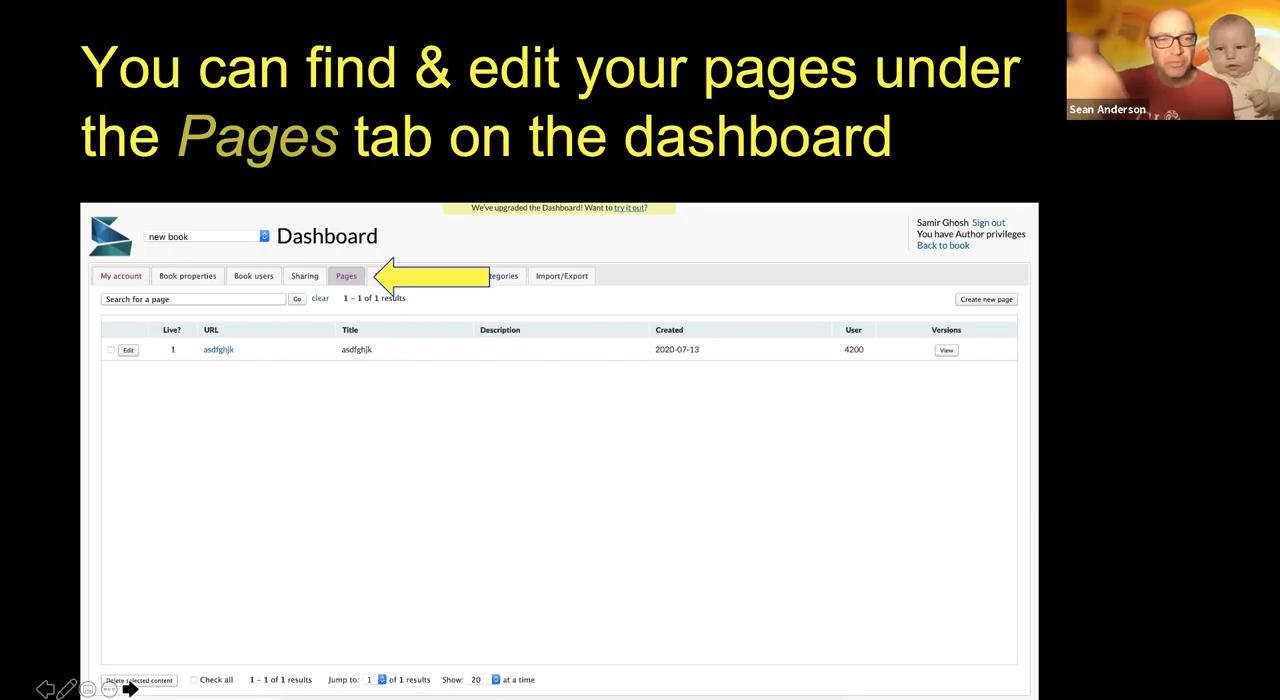 You can find & edit your pages under
the Pages tab on the dashboard
Sean Anderson
We've upgraded the Dashboard! Want to try it out?
new book
Dashboard
Samir Ghosh Sign out
You have Author privileges
Back to book
My account Book properties Book users Sharing Pages tegories Import/Export
Search for a page Go clear 1 – 1 of 1 results Create new page
Live? URL Title Description Created User Versions
Edit 1 asdfghjk asdfghjk 2020-07-13 4200 View
Delete selected content Check all 1 – 1 of 1 results Jump to: 1 of 1 results Show: 20 at a time